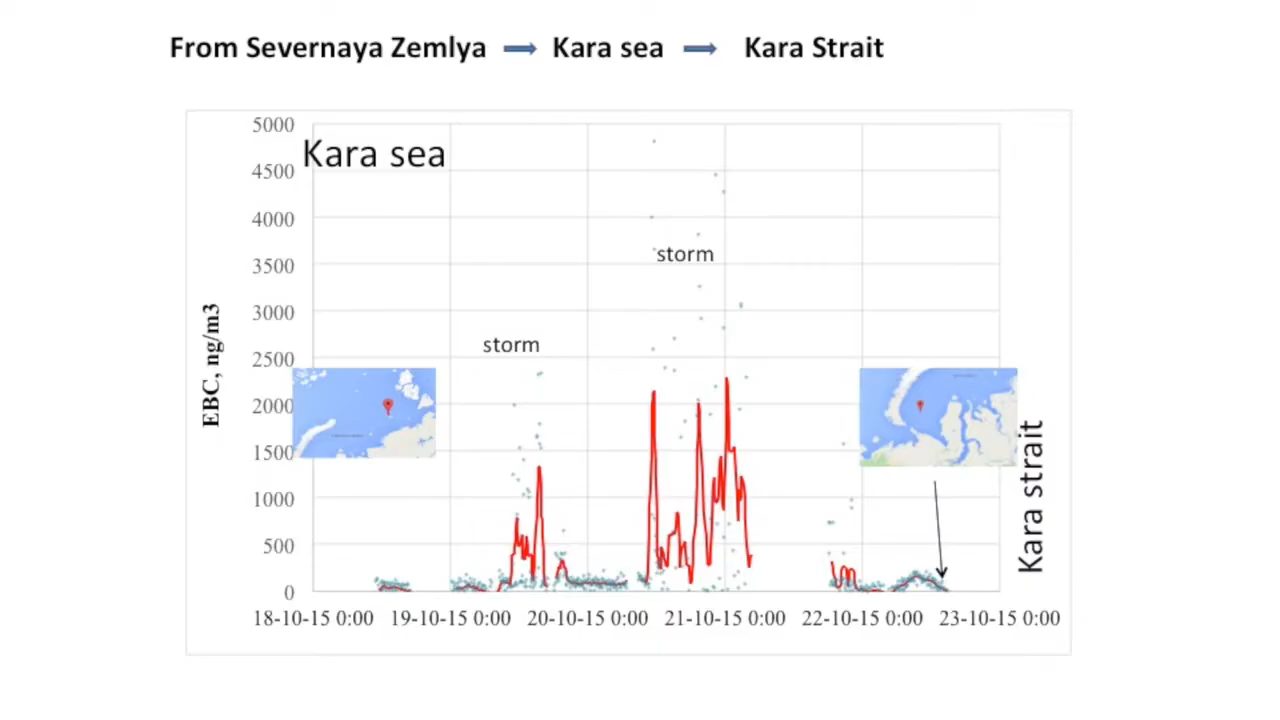 From Severnaya Zemlya → Kara sea → Kara Strait
Kara sea
5000
4500
4000
3500
3000
2500
2000
1500
1000
500
0
EBC, ng/m3
storm
storm
Kara strait
18-10-15 0:00 19-10-15 0:00 20-10-15 0:00 21-10-15 0:00 22-10-15 0:00 23-10-15 0:00